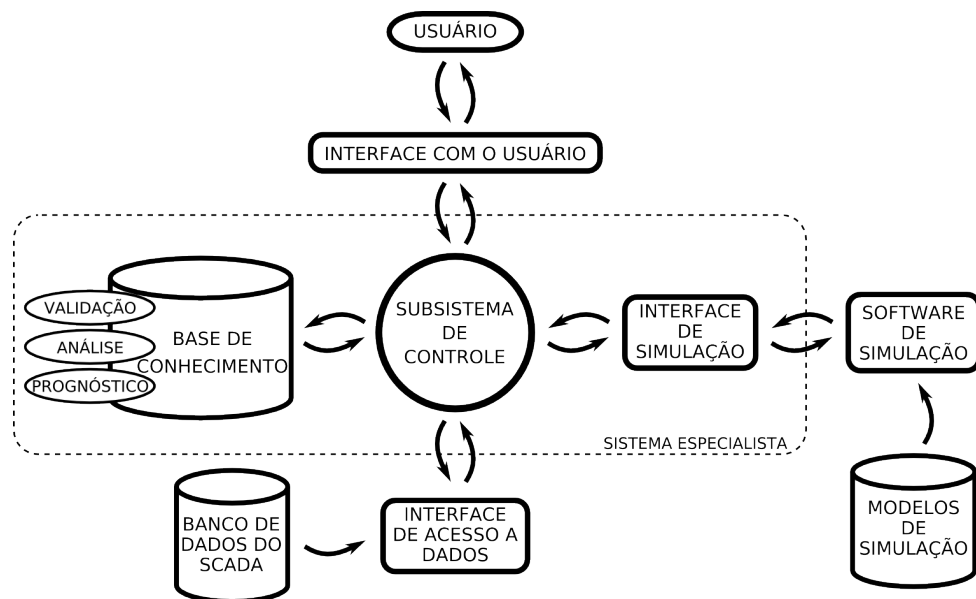 USUÁRIO
INTERFACE COM O USUÁRIO
VALIDAÇÃO
ANÁLISE
PROGNÓSTICO
BASE DE
CONHECIMENTO
SUBSISTEMA
DE
CONTROLE
INTERFACE
DE
SIMULAÇÃO
SOFTWARE
DE
SIMULAÇÃO
SISTEMA ESPECIALISTA
BANCO DE
DADOS DO
SCADA
INTERFACE
DE ACESSO A
DADOS
MODELOS
DE
SIMULAÇÃO